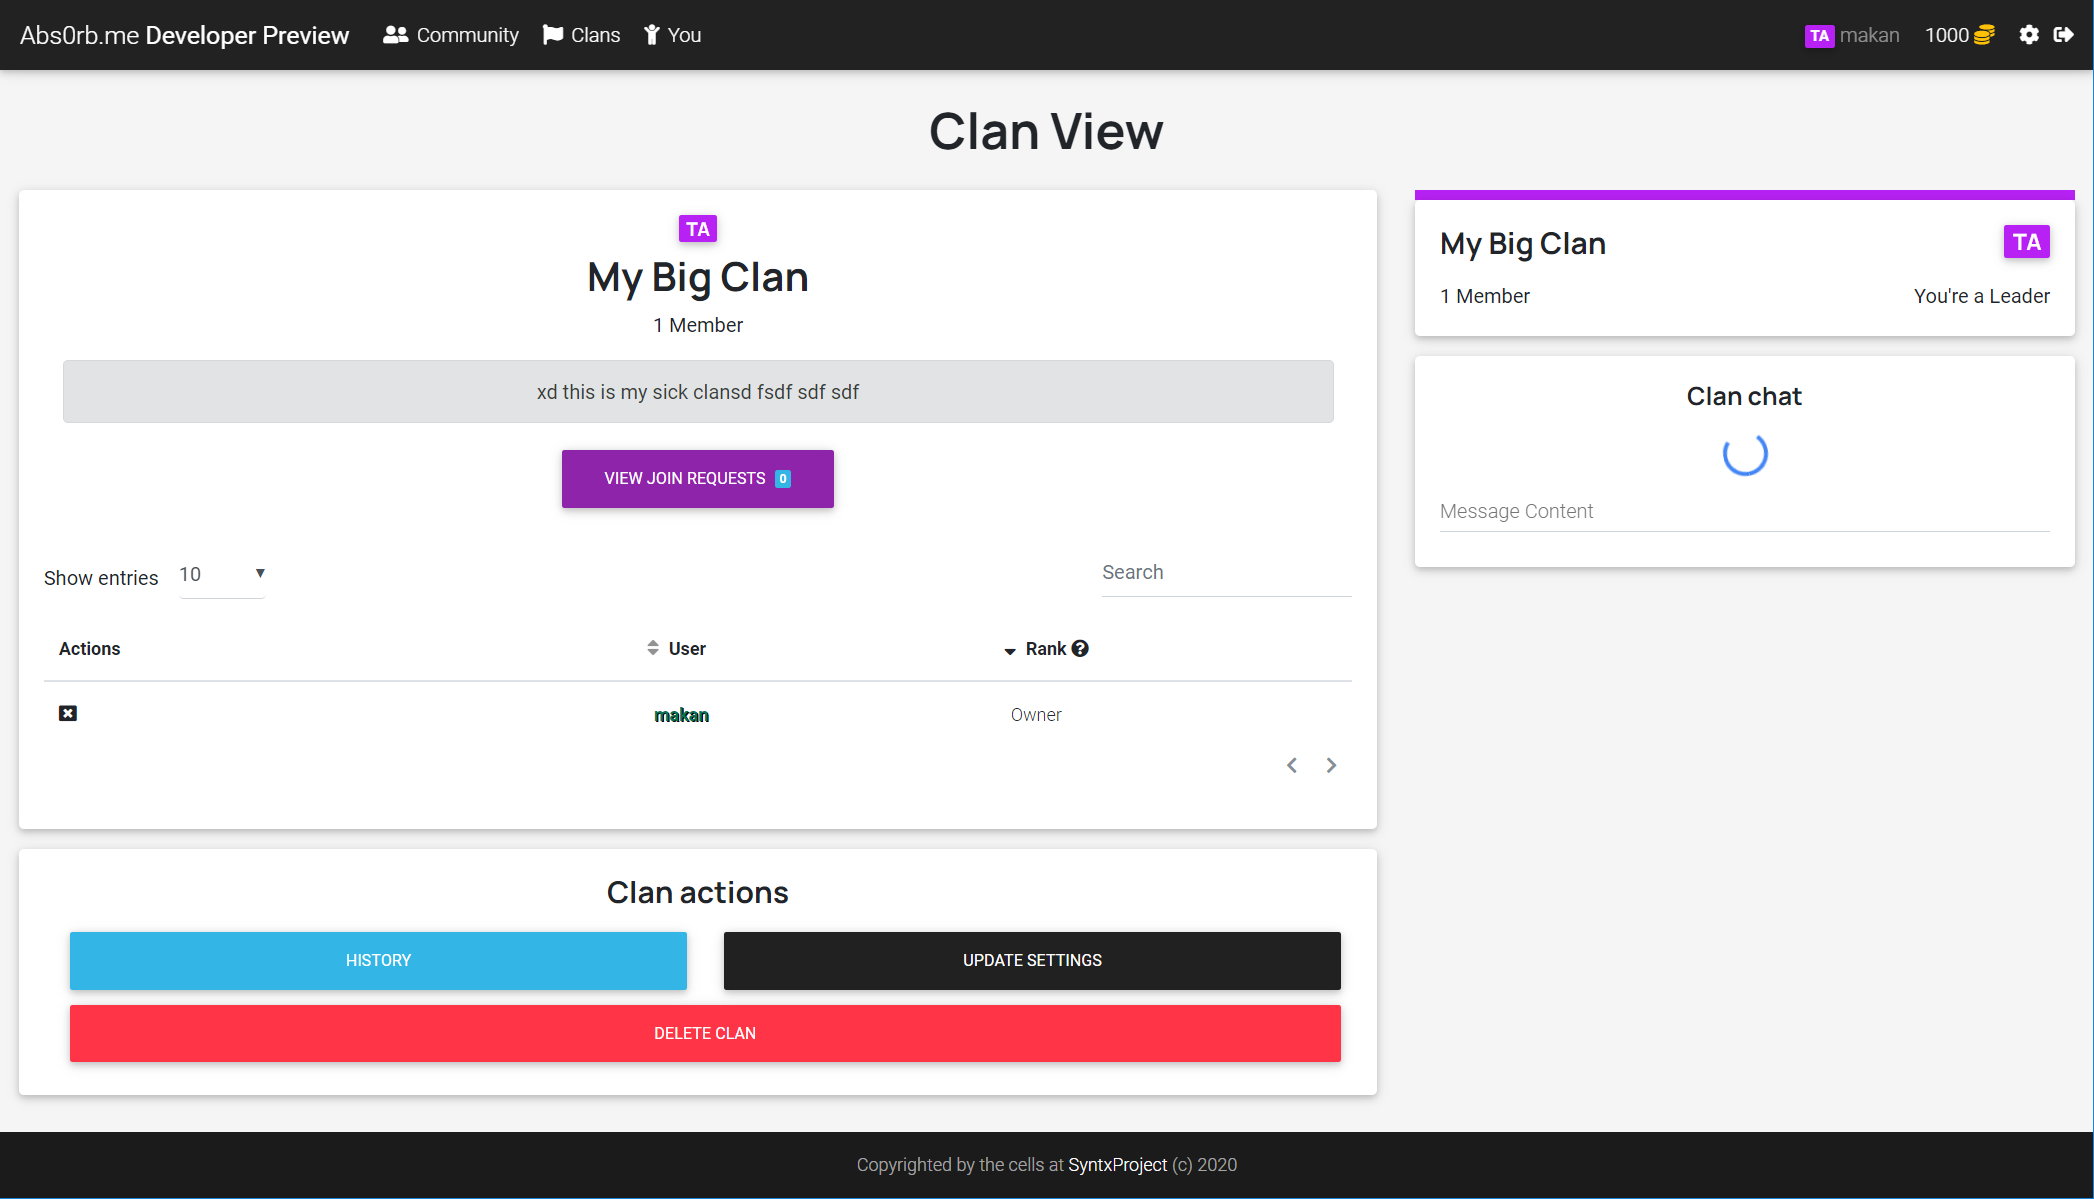 Abs0rb.me Developer Preview Community Clans You TA makan 1000
Clan View
TA
My Big Clan
1 Member
xd this is my sick clansd fsdf sdf sdf
VIEW JOIN REQUESTS 0
Show entries 10 Search
Actions User Rank
makan Owner
Clan actions
HISTORY UPDATE SETTINGS
DELETE CLAN
My Big Clan TA
1 Member You're a Leader
Clan chat
Message Content
Copyrighted by the cells at SyntxProject (c) 2020